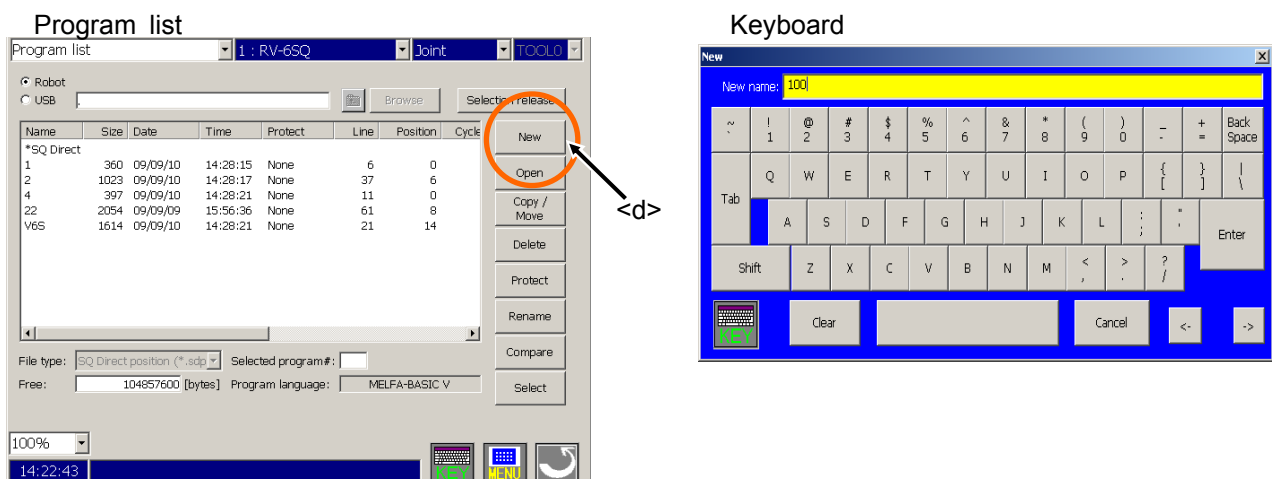 Program list
Program list 1 : RV-6SQ Joint TOOL0
Robot
USB . Browse Selection release
Name Size Date Time Protect Line Position Cycle
*SQ Direct
1 360 09/09/10 14:28:15 None 6 0
2 1023 09/09/10 14:28:17 None 37 6
4 397 09/09/10 14:28:21 None 11 0
22 2054 09/09/09 15:56:36 None 61 8
V6S 1614 09/09/10 14:28:21 None 21 14
New
Open
Copy /
Move
Delete
Protect
Rename
Compare
Select
File type: SQ Direct position (*.sdp Selected program#:
Free: 104857600 [bytes] Program language: MELFA-BASIC V
100%
14:22:43 KEY MENU
<d>
Keyboard
New X
New name: 100
~ ! @ # $ % ^ & * ( ) _ + Back
` 1 2 3 4 5 6 7 8 9 0 - = Space
Tab Q W E R T Y U I O P { [ } ] | \
A S D F G H J K L : ; " ' Enter
Shift Z X C V B N M < , > . ? /
KEY Clear Cancel <- ->